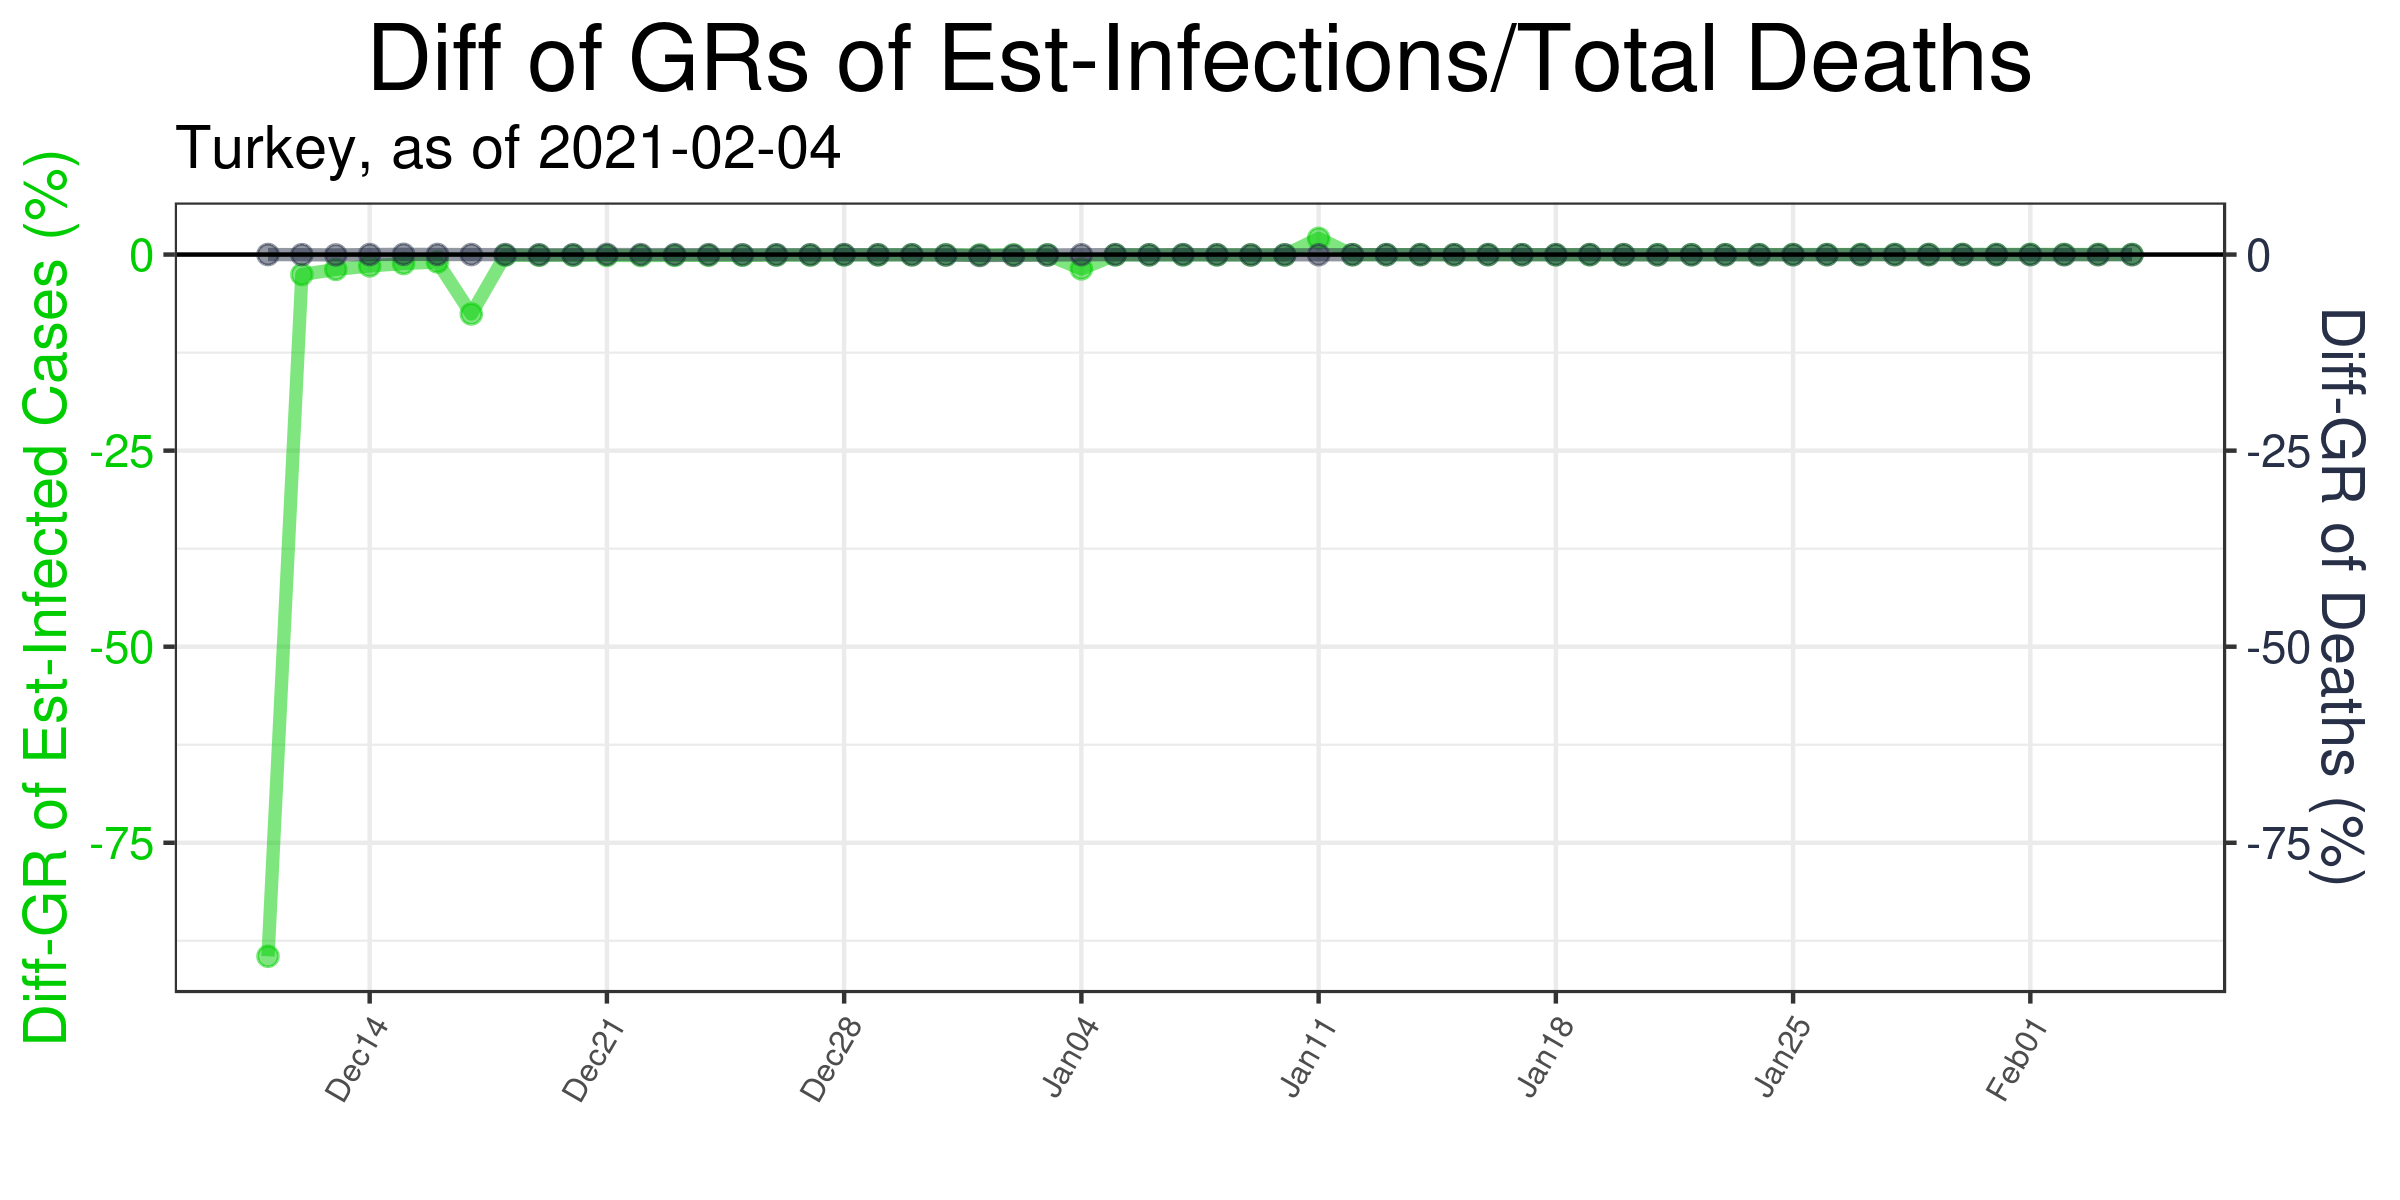 Diff of GRs of Est-Infections/Total Deaths
Turkey, as of 2021-02-04
Diff-GR of Est-Infected Cases (%)
0
-25
-50
-75
0
-25
-50
-75
Diff-GR of Deaths (%)
Dec14
Dec21
Dec28
Jan04
Jan11
Jan18
Jan25
Feb01